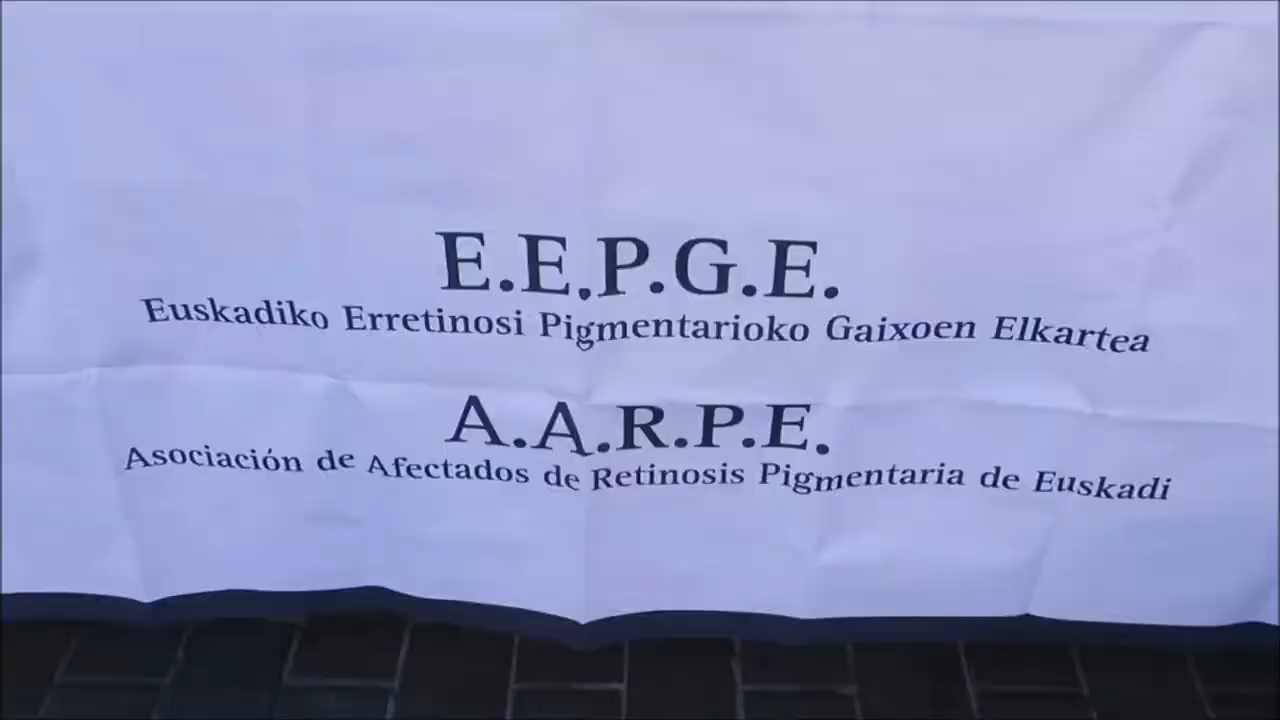 E.E.P.G.E.
Euskadiko Erretinosi Pigmentarioko Gaixoen Elkartea
A.A.R.P.E.
Asociación de Afectados de Retinosis Pigmentaria de Euskadi